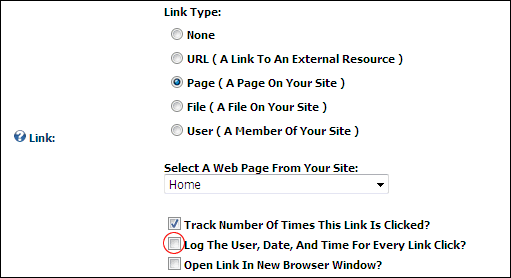 Link Type:
None
URL ( A Link To An External Resource )
Page ( A Page On Your Site )
File ( A File On Your Site )
User ( A Member Of Your Site )
Link:
Select A Web Page From Your Site:
Home
Track Number Of Times This Link Is Clicked?
Log The User, Date, And Time For Every Link Click?
Open Link In New Browser Window?